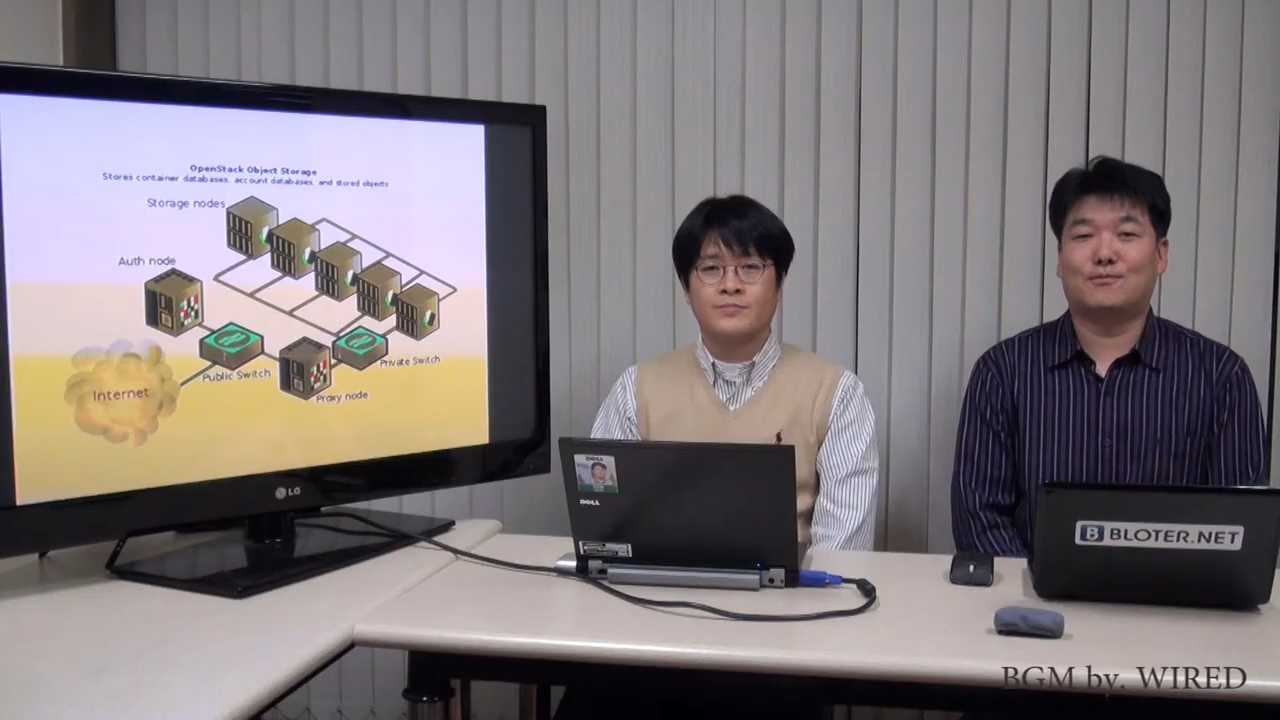 OpenStack Object Storage
Stores container databases, account databases, and stored objects
Storage nodes
Auth node
Public Switch
Private Switch
Internet
Proxy node
LG
DELL
DELL
BLOTER.NET
BGM by. WIRED